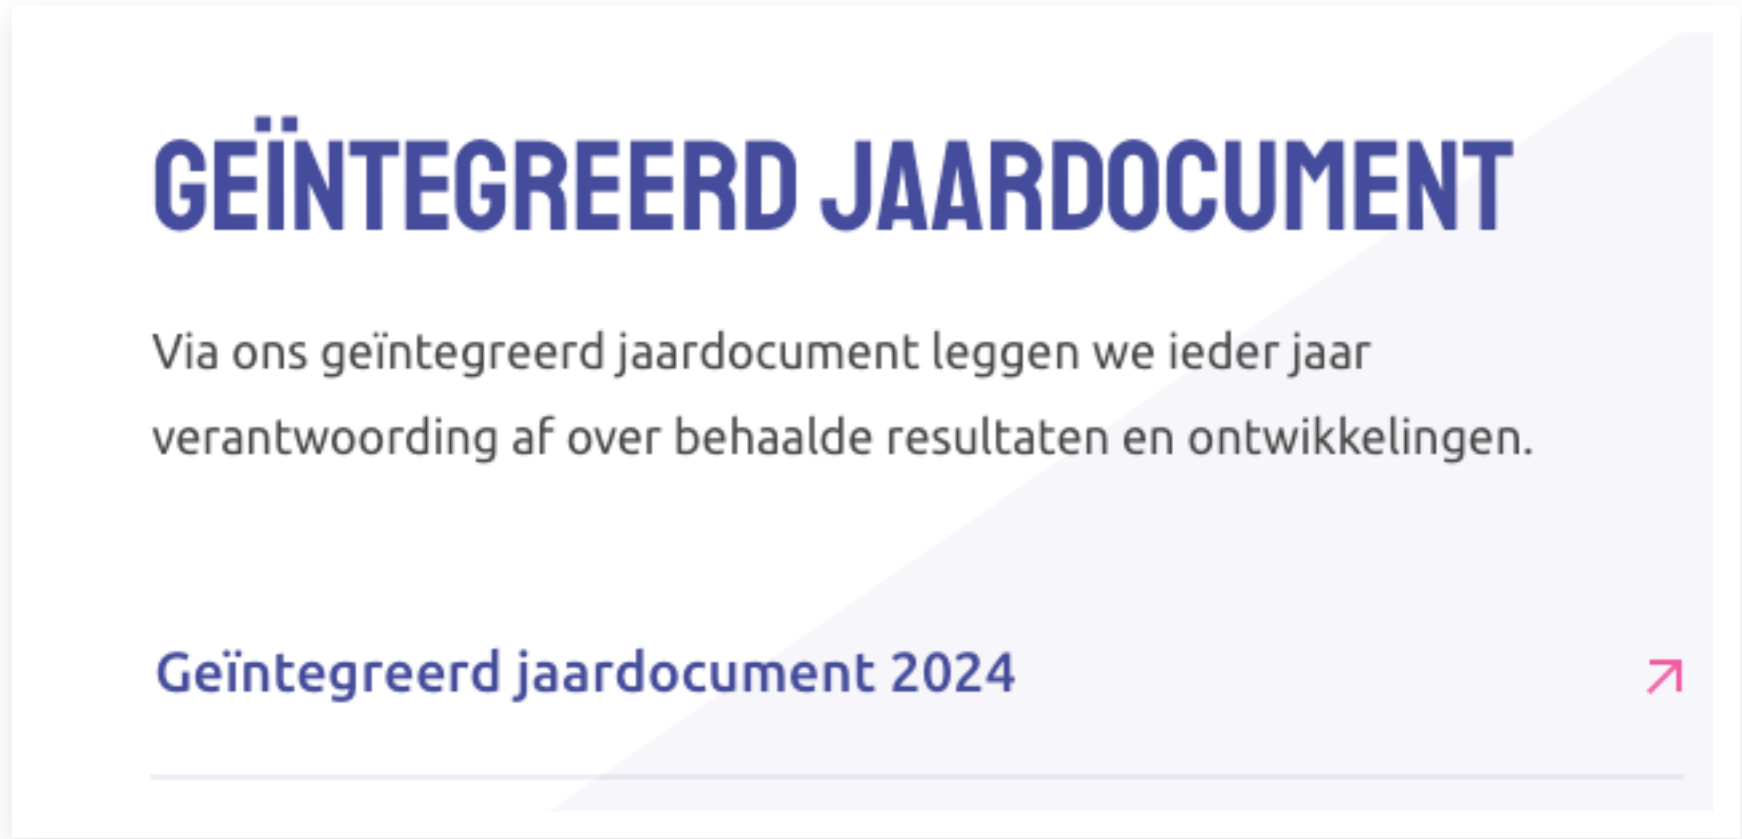 GEÏNTEGREERD JAARDOCUMENT
Via ons geïntegreerd jaardocument leggen we ieder jaar
verantwoording af over behaalde resultaten en ontwikkelingen.
Geïntegreerd jaardocument 2024